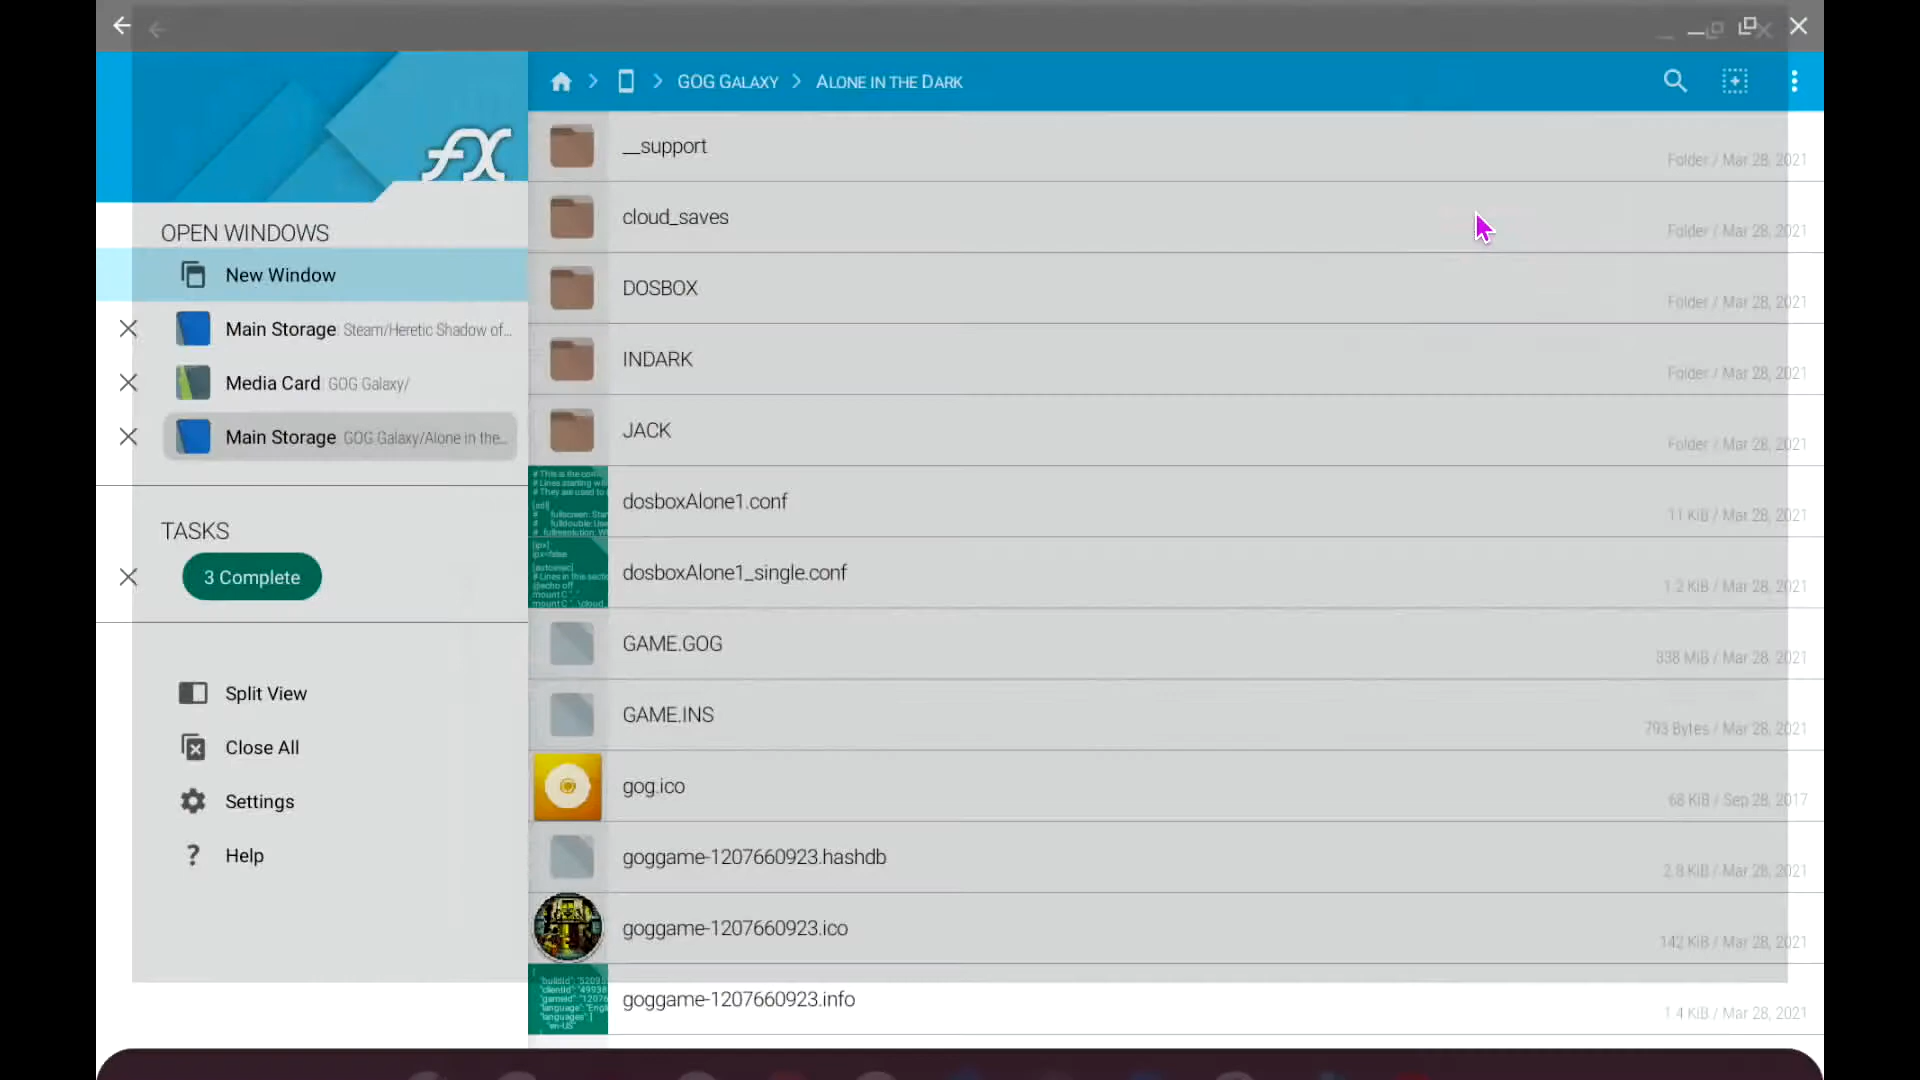 GOG GALAXY
ALONE IN THE DARK
fX
OPEN WINDOWS
New Window
Main Storage Steam/Heretic Shadow of...
Media Card GOG Galaxy/
Main Storage GOG Galaxy/Alone in the...
TASKS
3 Complete
Split View
Close All
Settings
? Help
__support
Folder / Mar 28, 2021
cloud_saves
Folder / Mar 28, 2021
DOSBOX
Folder / Mar 28, 2021
INDARK
Folder / Mar 28, 2021
JACK
Folder / Mar 28, 2021
dosboxAlone1.conf
11 KiB / Mar 28, 2021
dosboxAlone1_single.conf
1.2 KiB / Mar 28, 2021
GAME.GOG
338 MiB / Mar 28, 2021
GAME.INS
793 Bytes / Mar 28, 2021
gog.ico
68 KiB / Sep 28, 2017
goggame-1207660923.hashdb
2.8 KiB / Mar 28, 2021
goggame-1207660923.ico
142 KiB / Mar 28, 2021
goggame-1207660923.info
1.4 KiB / Mar 28, 2021